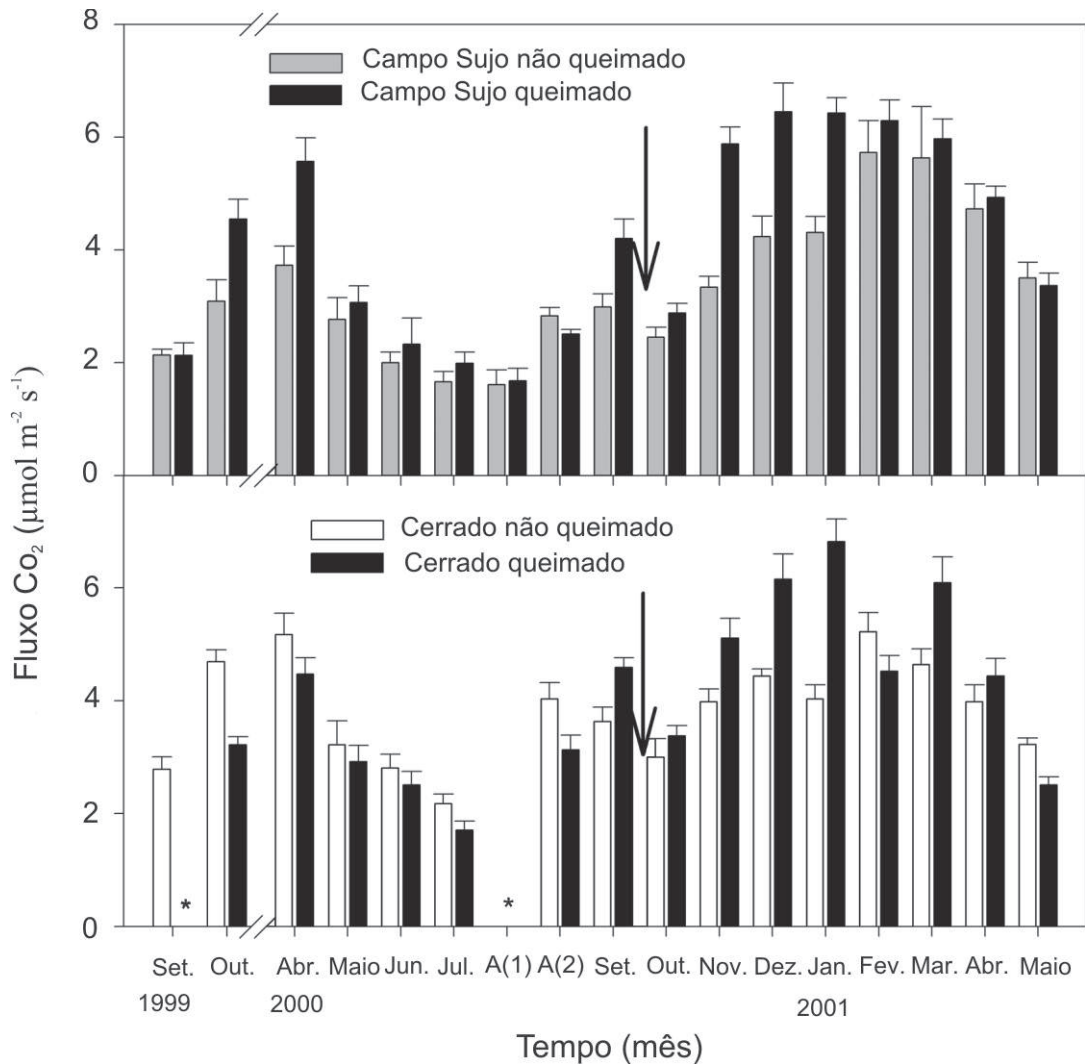 8
Campo Sujo não queimado
Campo Sujo queimado
6
4
2
0
Fluxo Co₂ (µmol m⁻² s⁻¹)
Cerrado não queimado
Cerrado queimado
6
4
2
*
*
0
Set. Out. Abr. Maio Jun. Jul. A(1) A(2) Set. Out. Nov. Dez. Jan. Fev. Mar. Abr. Maio
1999 2000 2001
Tempo (mês)